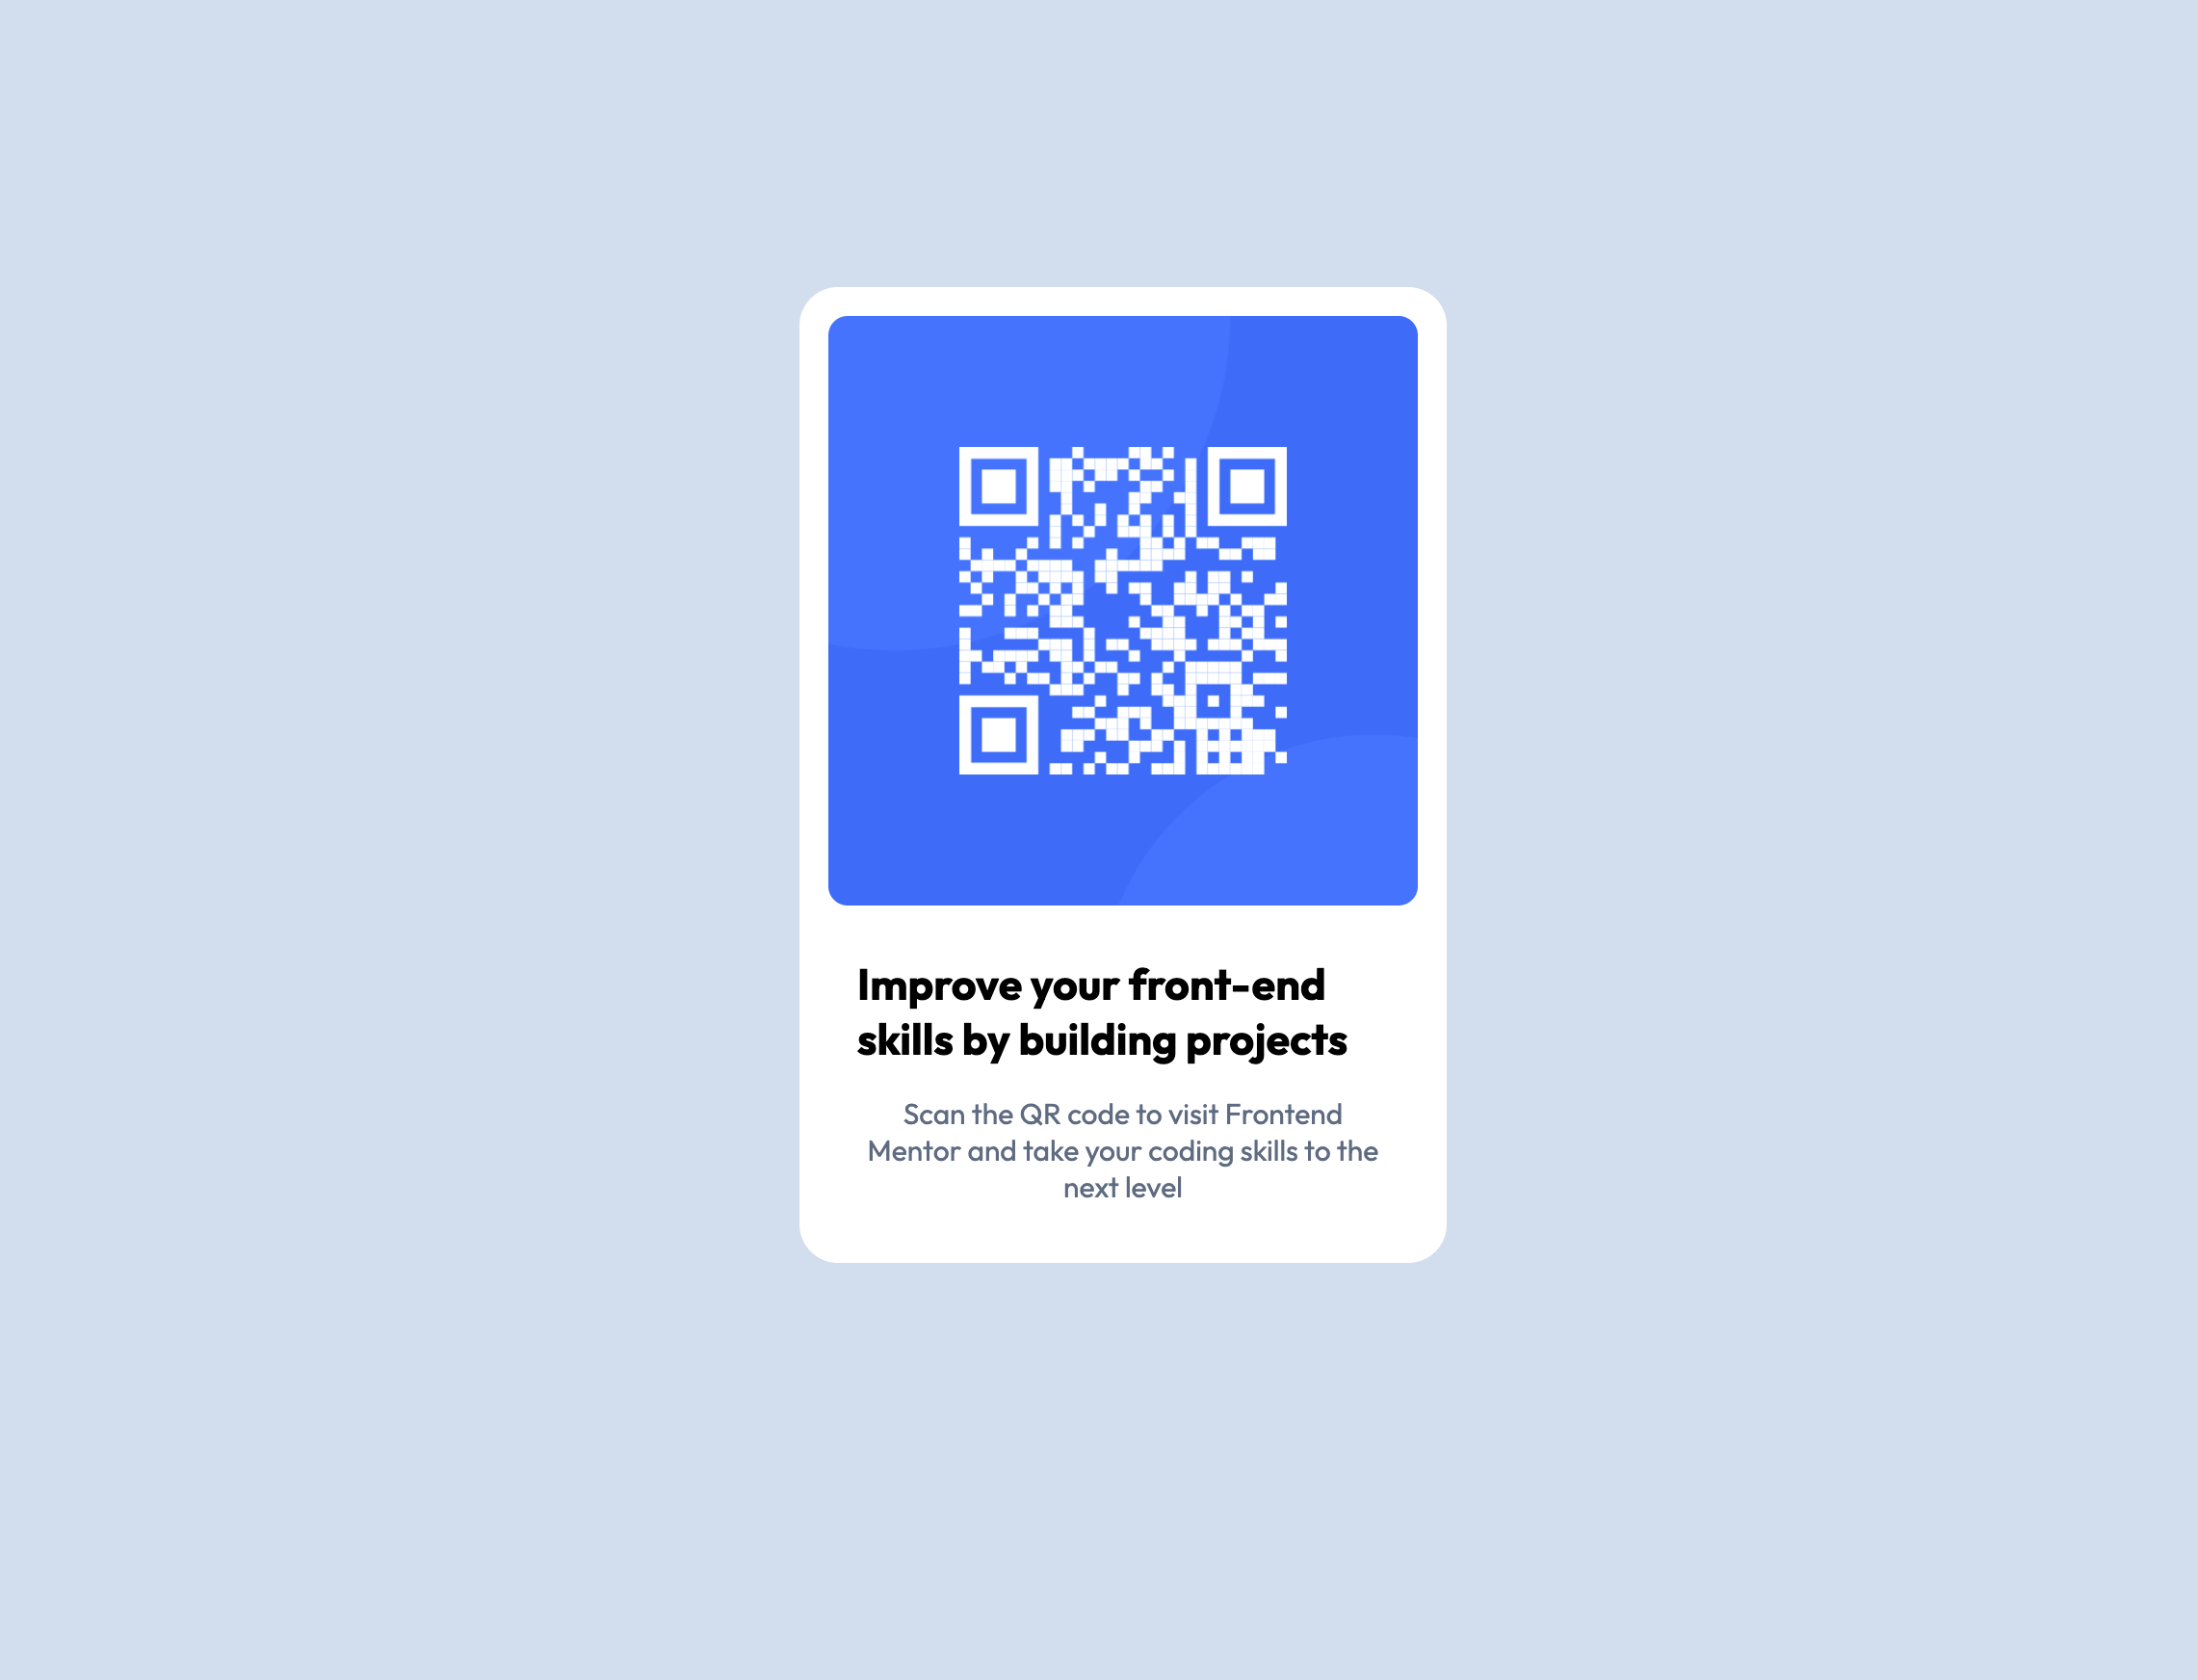 Improve your front-end
skills by building projects
Scan the QR code to visit Frontend
Mentor and take your coding skills to the
next level